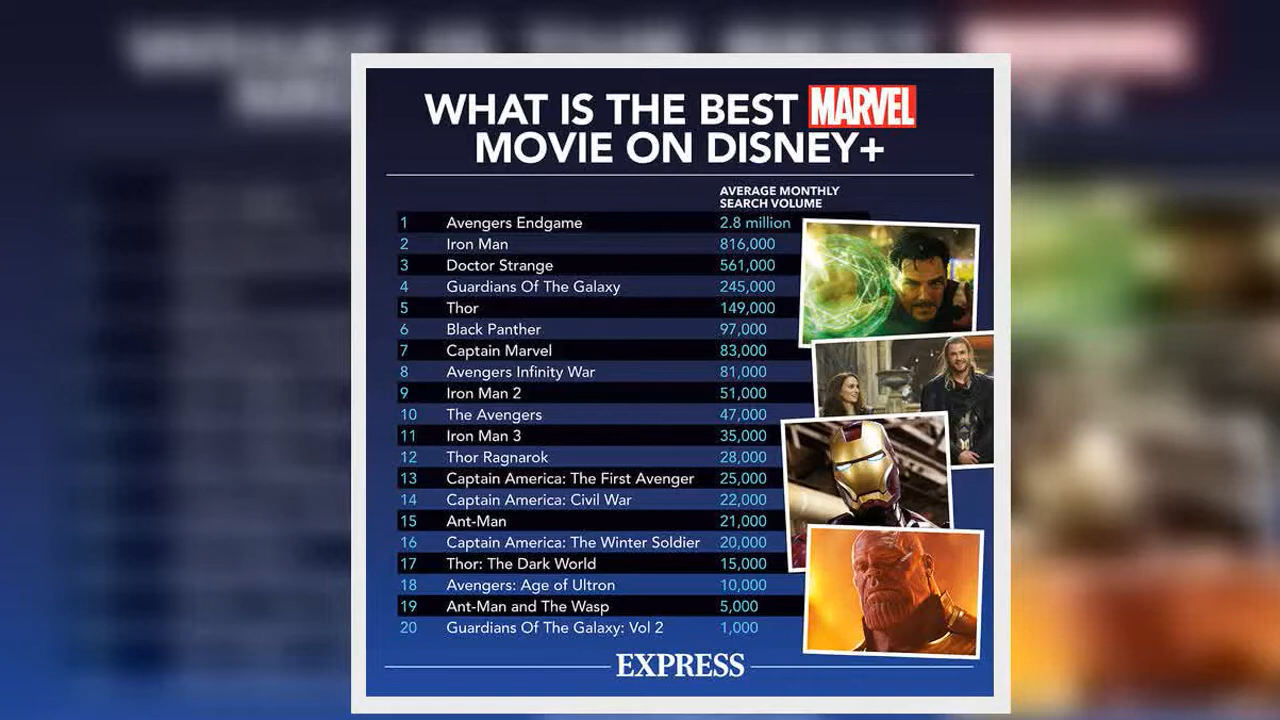 WHAT IS THE BEST MARVEL
MOVIE ON DISNEY+
AVERAGE MONTHLY
SEARCH VOLUME
1 Avengers Endgame 2.8 million
2 Iron Man 816,000
3 Doctor Strange 561,000
4 Guardians Of The Galaxy 245,000
5 Thor 149,000
6 Black Panther 97,000
7 Captain Marvel 83,000
8 Avengers Infinity War 81,000
9 Iron Man 2 51,000
10 The Avengers 47,000
11 Iron Man 3 35,000
12 Thor Ragnarok 28,000
13 Captain America: The First Avenger 25,000
14 Captain America: Civil War 22,000
15 Ant-Man 21,000
16 Captain America: The Winter Soldier 20,000
17 Thor: The Dark World 15,000
18 Avengers: Age of Ultron 10,000
19 Ant-Man and The Wasp 5,000
20 Guardians Of The Galaxy: Vol 2 1,000
EXPRESS